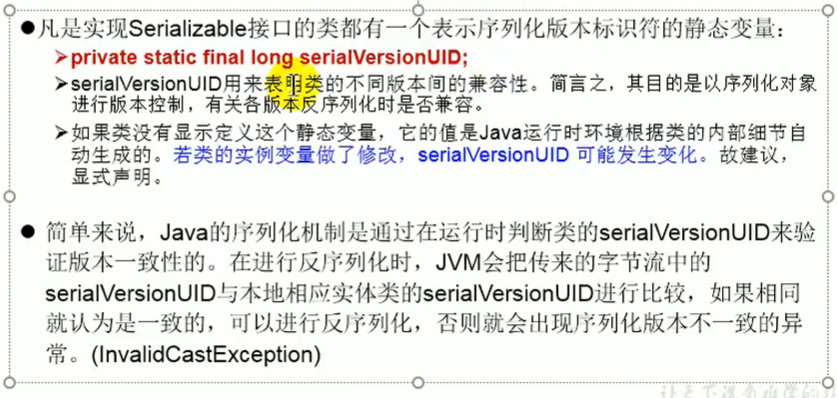 ●凡是实现Serializable接口的类都有一个表示序列化版本标识符的静态变量：
➢private static final long serialVersionUID;
➢serialVersionUID用来表明类的不同版本间的兼容性。简言之，其目的是以序列化对象
进行版本控制，有关各版本反序列化时是否兼容。
➢如果类没有显示定义这个静态变量，它的值是Java运行时环境根据类的内部细节自
动生成的。若类的实例变量做了修改，serialVersionUID 可能发生变化。故建议，
显式声明。
● 简单来说，Java的序列化机制是通过在运行时判断类的serialVersionUID来验
证版本一致性的。在进行反序列化时，JVM会把传来的字节流中的
serialVersionUID与本地相应实体类的serialVersionUID进行比较，如果相同
就认为是一致的，可以进行反序列化，否则就会出现序列化版本不一致的异
常。(InvalidCastException)